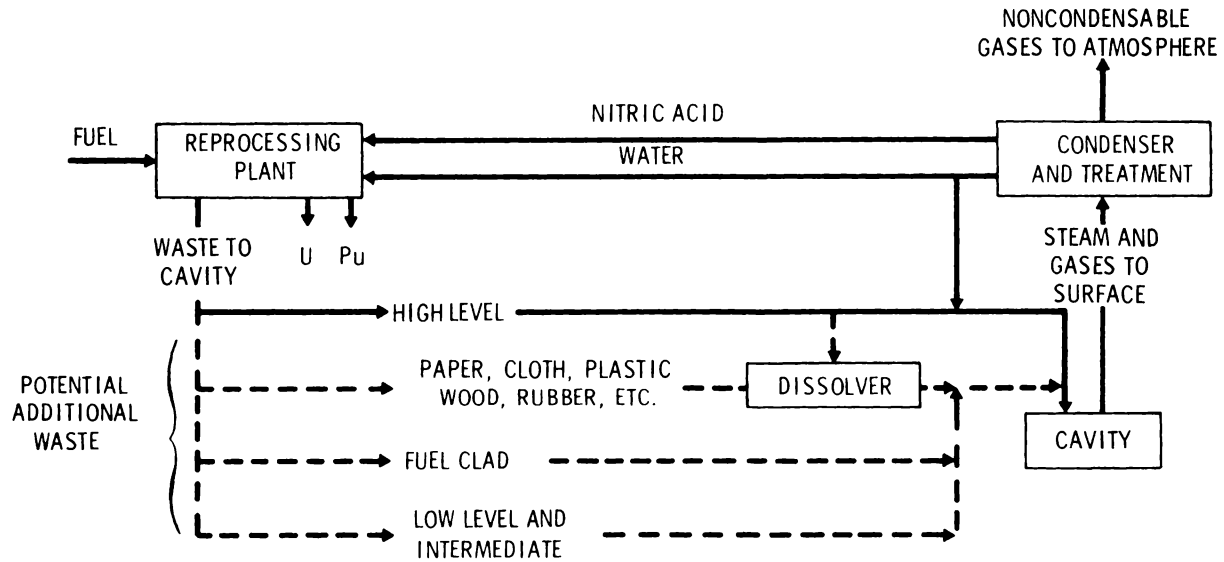 NONCONDENSABLE
GASES TO ATMOSPHERE
NITRIC ACID
FUEL
REPROCESSING
PLANT
WATER
CONDENSER
AND TREATMENT
WASTE TO
CAVITY
U
Pu
STEAM AND
GASES TO
SURFACE
HIGH LEVEL
POTENTIAL
ADDITIONAL
WASTE
PAPER, CLOTH, PLASTIC
WOOD, RUBBER, ETC.
DISSOLVER
CAVITY
FUEL CLAD
LOW LEVEL AND
INTERMEDIATE